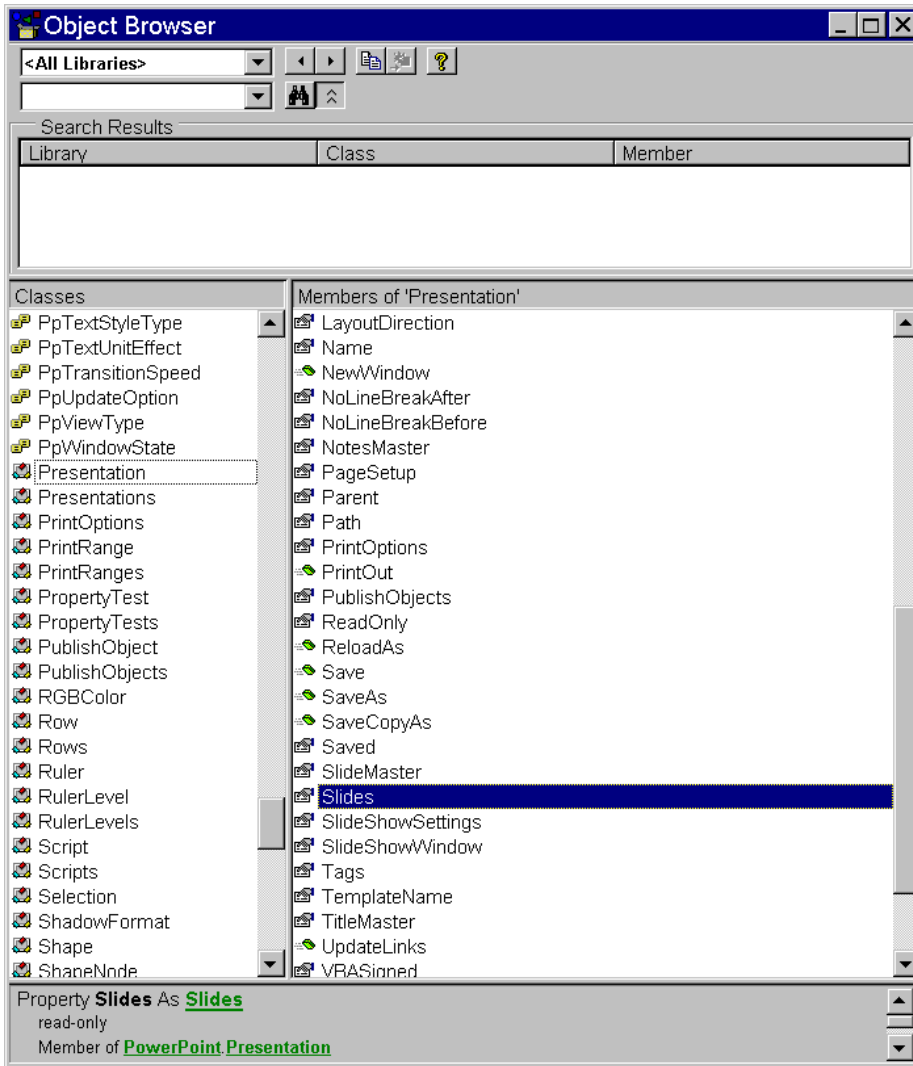 Object Browser
<All Libraries>
Search Results
Library Class Member
Classes
PpTextStyleType
PpTextUnitEffect
PpTransitionSpeed
PpUpdateOption
PpViewType
PpWindowState
Presentation
Presentations
PrintOptions
PrintRange
PrintRanges
PropertyTest
PropertyTests
PublishObject
PublishObjects
RGBColor
Row
Rows
Ruler
RulerLevel
RulerLevels
Script
Scripts
Selection
ShadowFormat
Shape
ShapeNode
Members of 'Presentation'
LayoutDirection
Name
NewWindow
NoLineBreakAfter
NoLineBreakBefore
NotesMaster
PageSetup
Parent
Path
PrintOptions
PrintOut
PublishObjects
ReadOnly
ReloadAs
Save
SaveAs
SaveCopyAs
Saved
SlideMaster
Slides
SlideShowSettings
SlideShowWindow
Tags
TemplateName
TitleMaster
UpdateLinks
VBASigned
Property Slides As Slides
read-only
Member of PowerPoint.Presentation